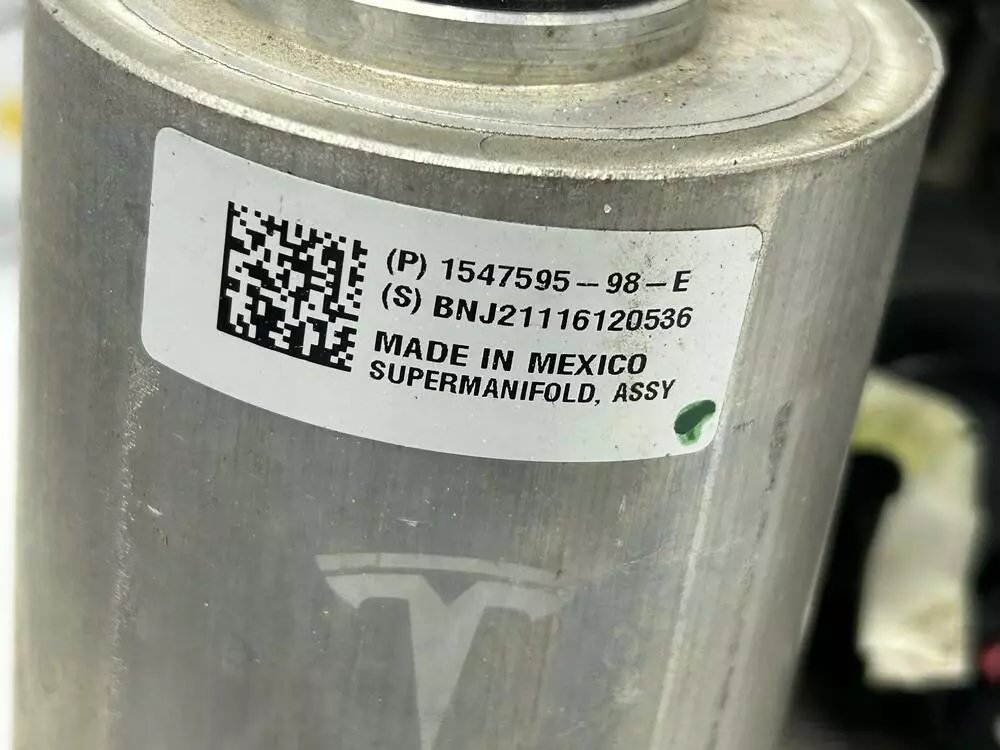 (P) 1547595-98-E
(S) BNJ21116120536
MADE IN MEXICO
SUPERMANIFOLD, ASSY